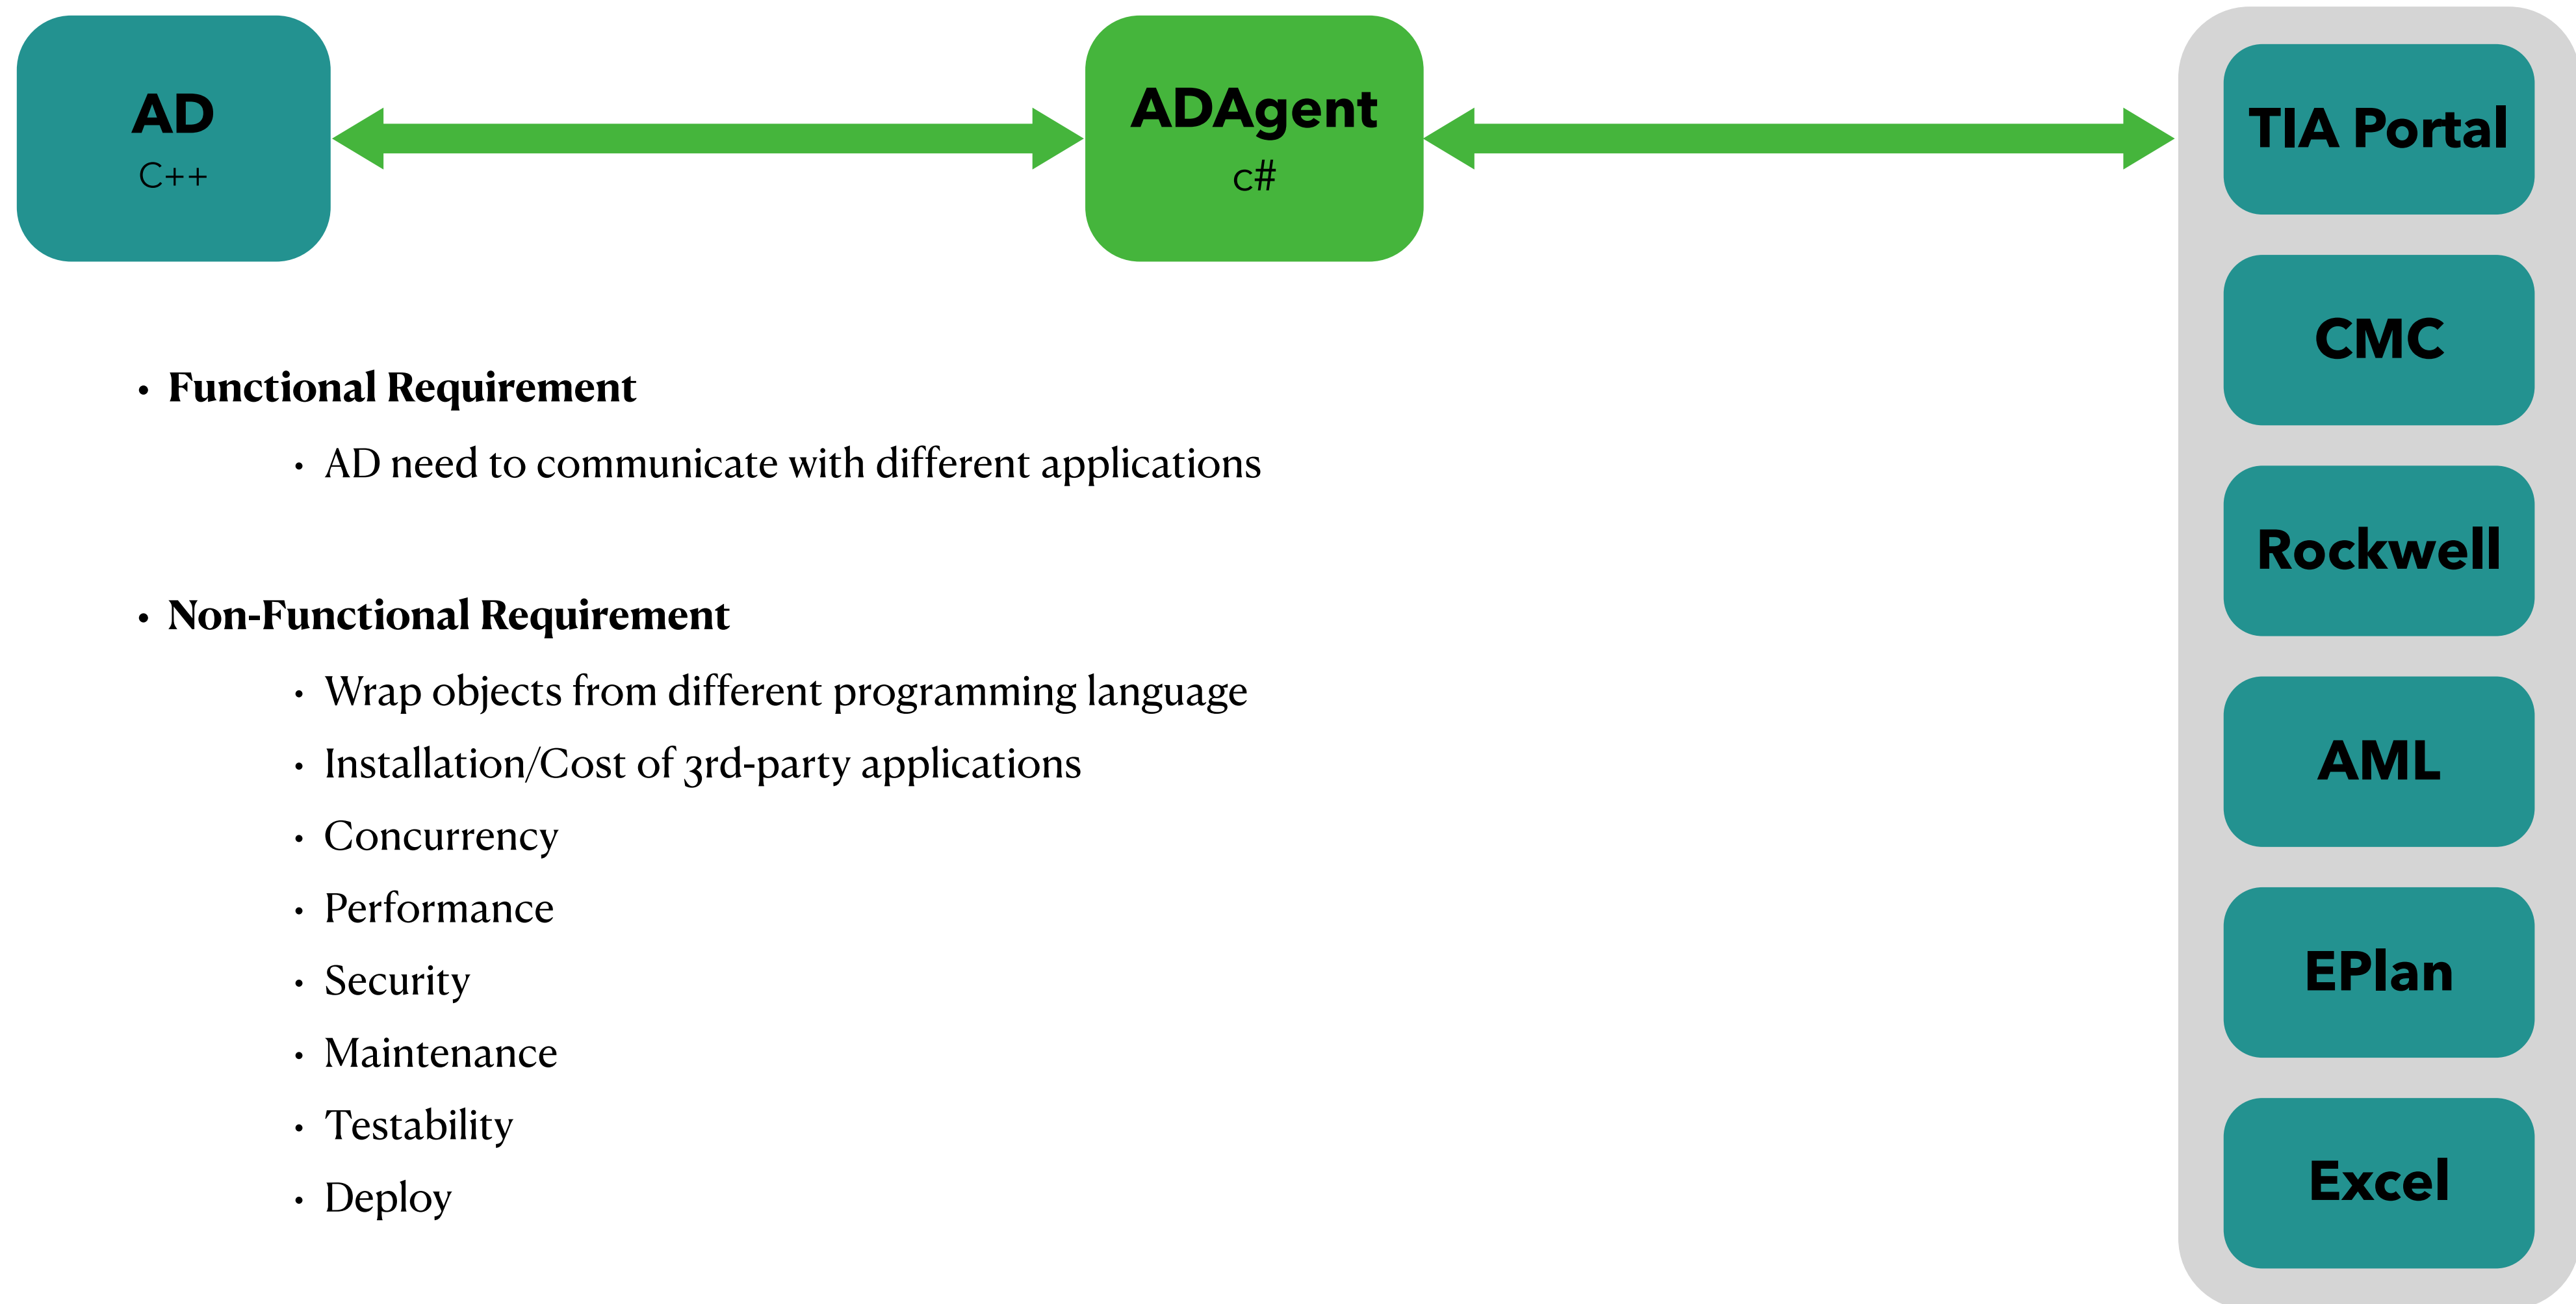 AD
C++
ADAgent
c#
TIA Portal
CMC
Rockwell
AML
EPlan
Excel
• Functional Requirement
• AD need to communicate with different applications
• Non-Functional Requirement
• Wrap objects from different programming language
• Installation/Cost of 3rd-party applications
• Concurrency
• Performance
• Security
• Maintenance
• Testability
• Deploy